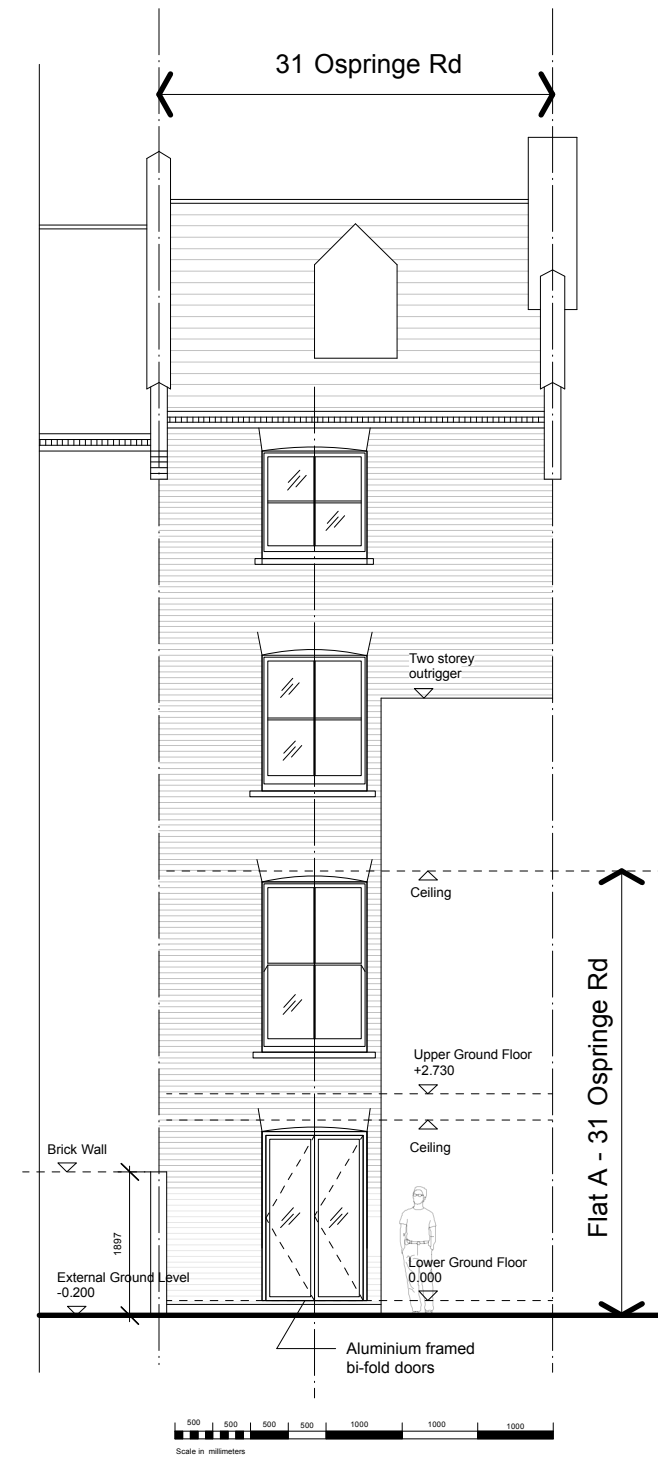 31 Ospringe Rd
Two storey
outrigger
Ceiling
Upper Ground Floor
+2.730
Ceiling
Flat A - 31 Ospringe Rd
Brick Wall
1897
External Ground Level
-0.200
Lower Ground Floor
0.000
Aluminium framed
bi-fold doors
500 500 500 500 1000 1000 1000
Scale in millimeters